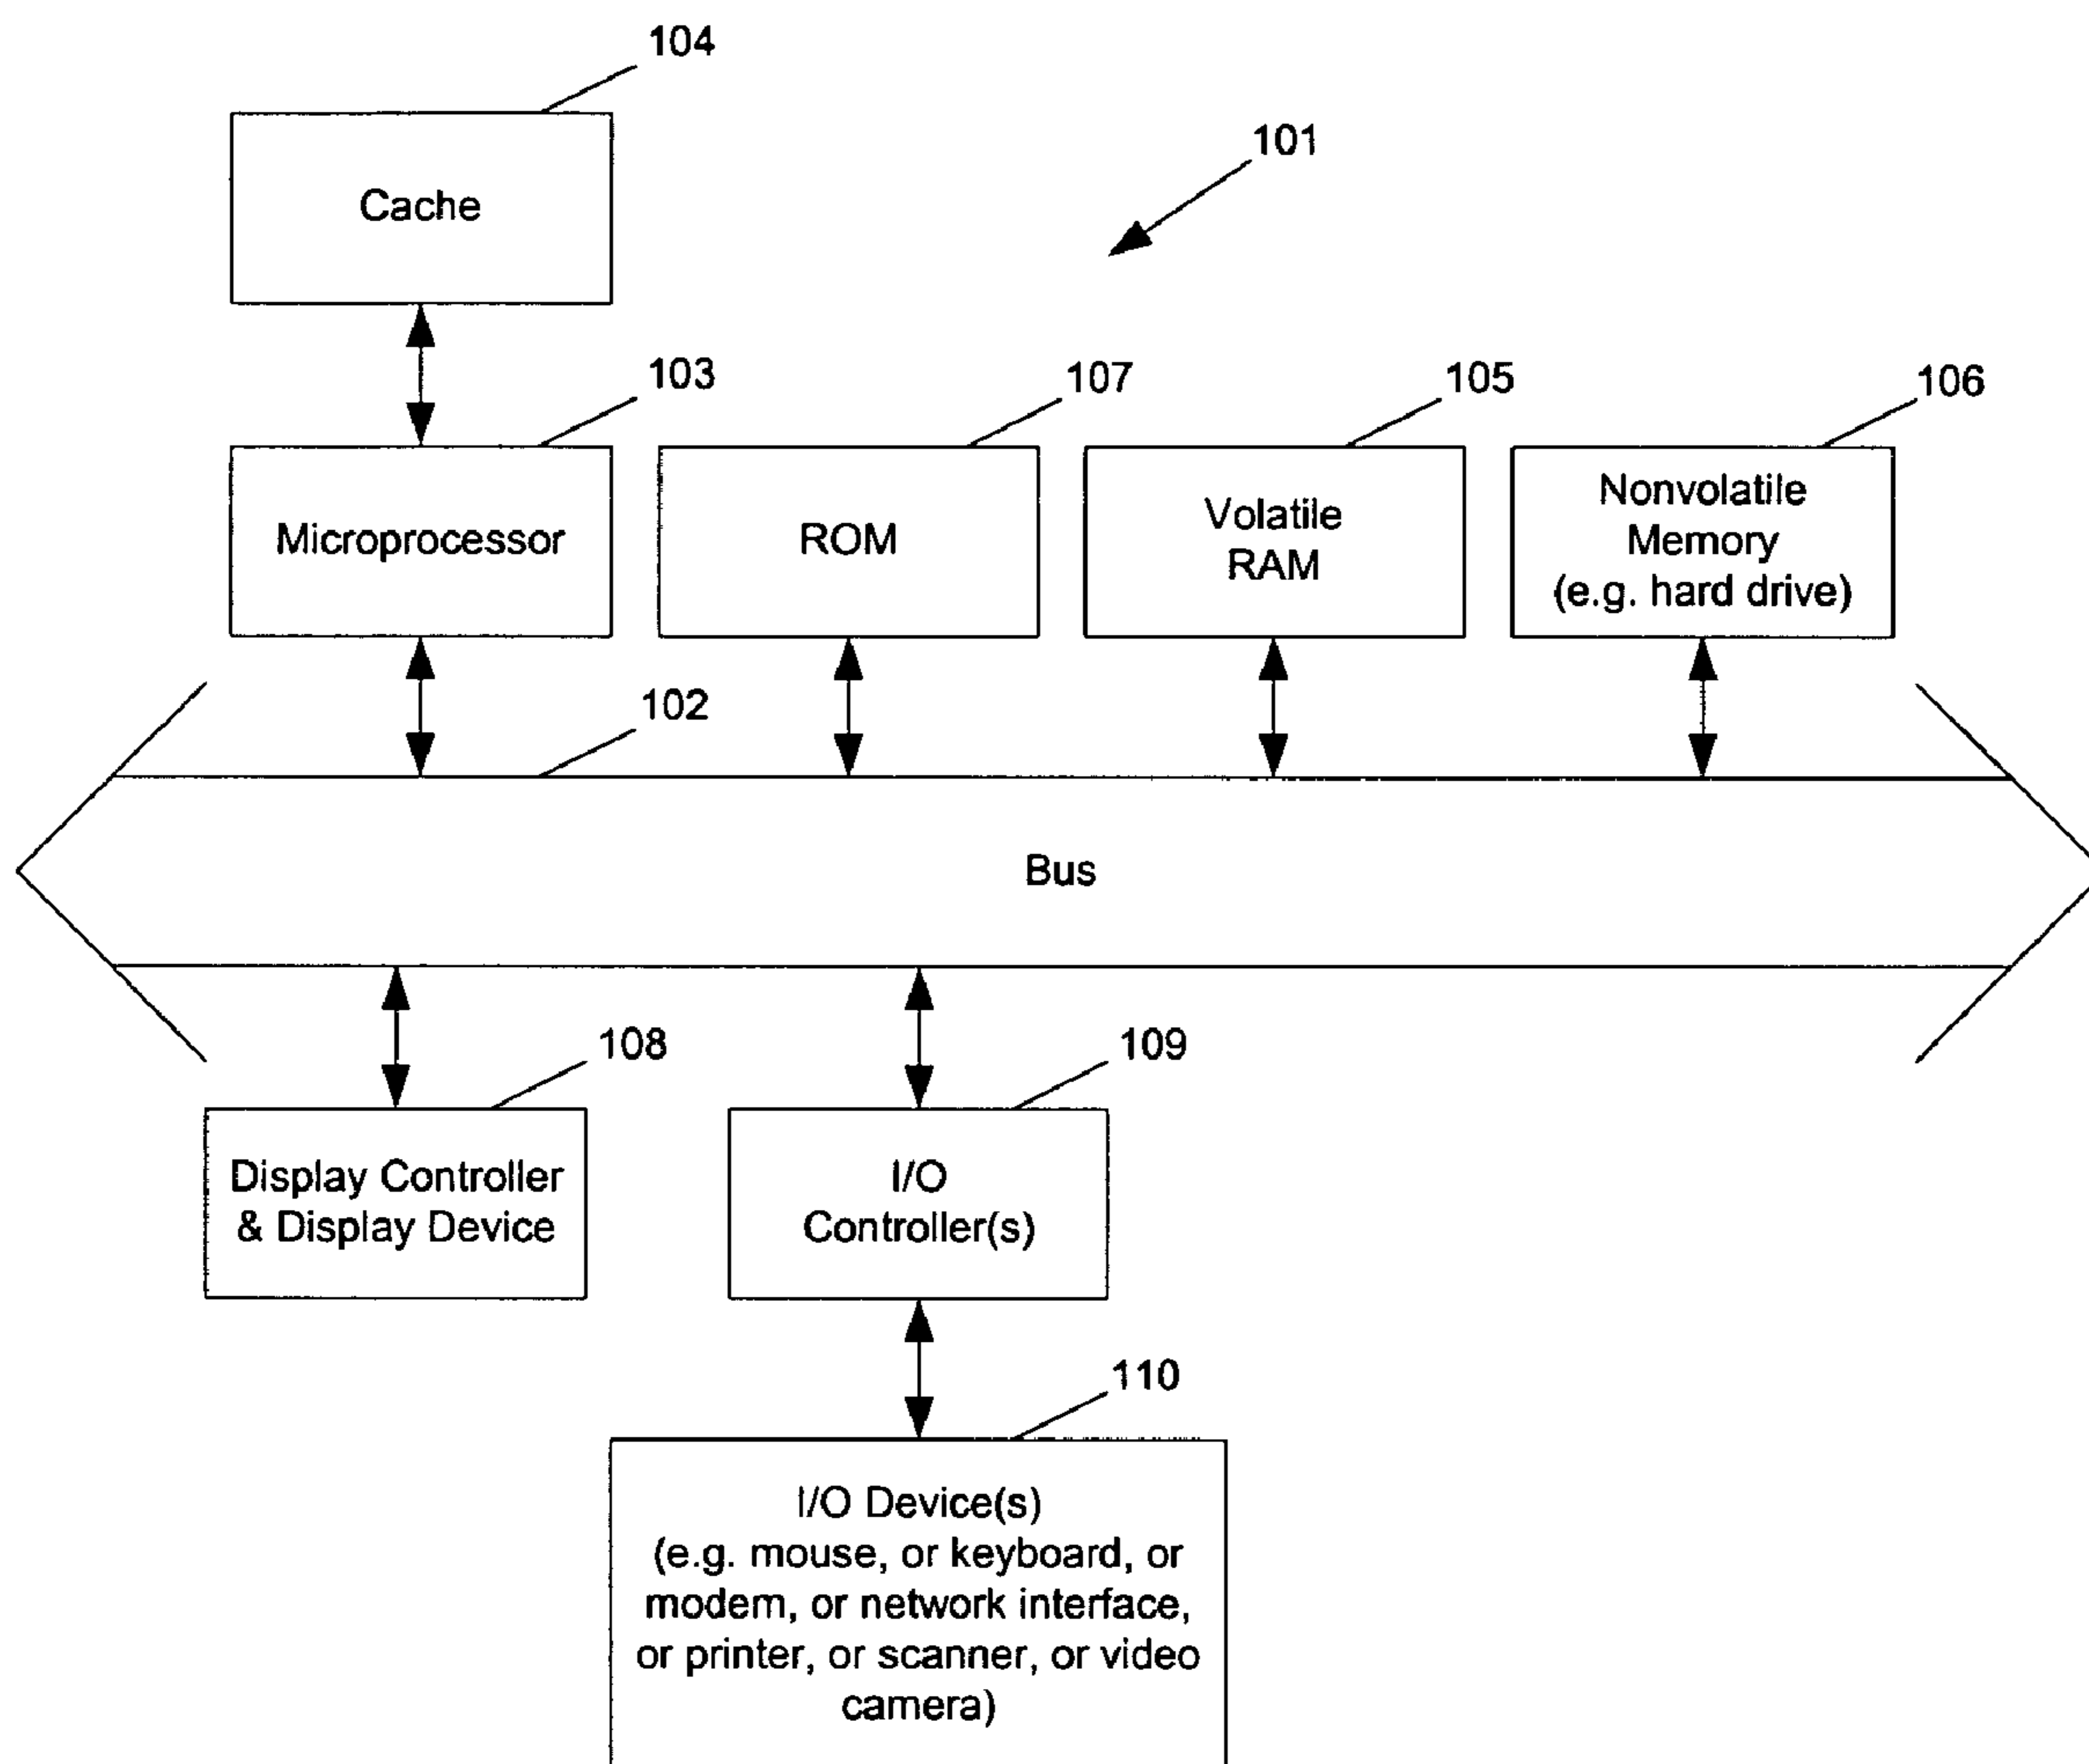 104
101
Cache
103
107
105
106
Microprocessor
ROM
Volatile
RAM
Nonvolatile
Memory
(e.g. hard drive)
102
Bus
108
109
Display Controller
& Display Device
I/O
Controller(s)
110
I/O Device(s)
(e.g. mouse, or keyboard, or
modem, or network interface,
or printer, or scanner, or video
camera)